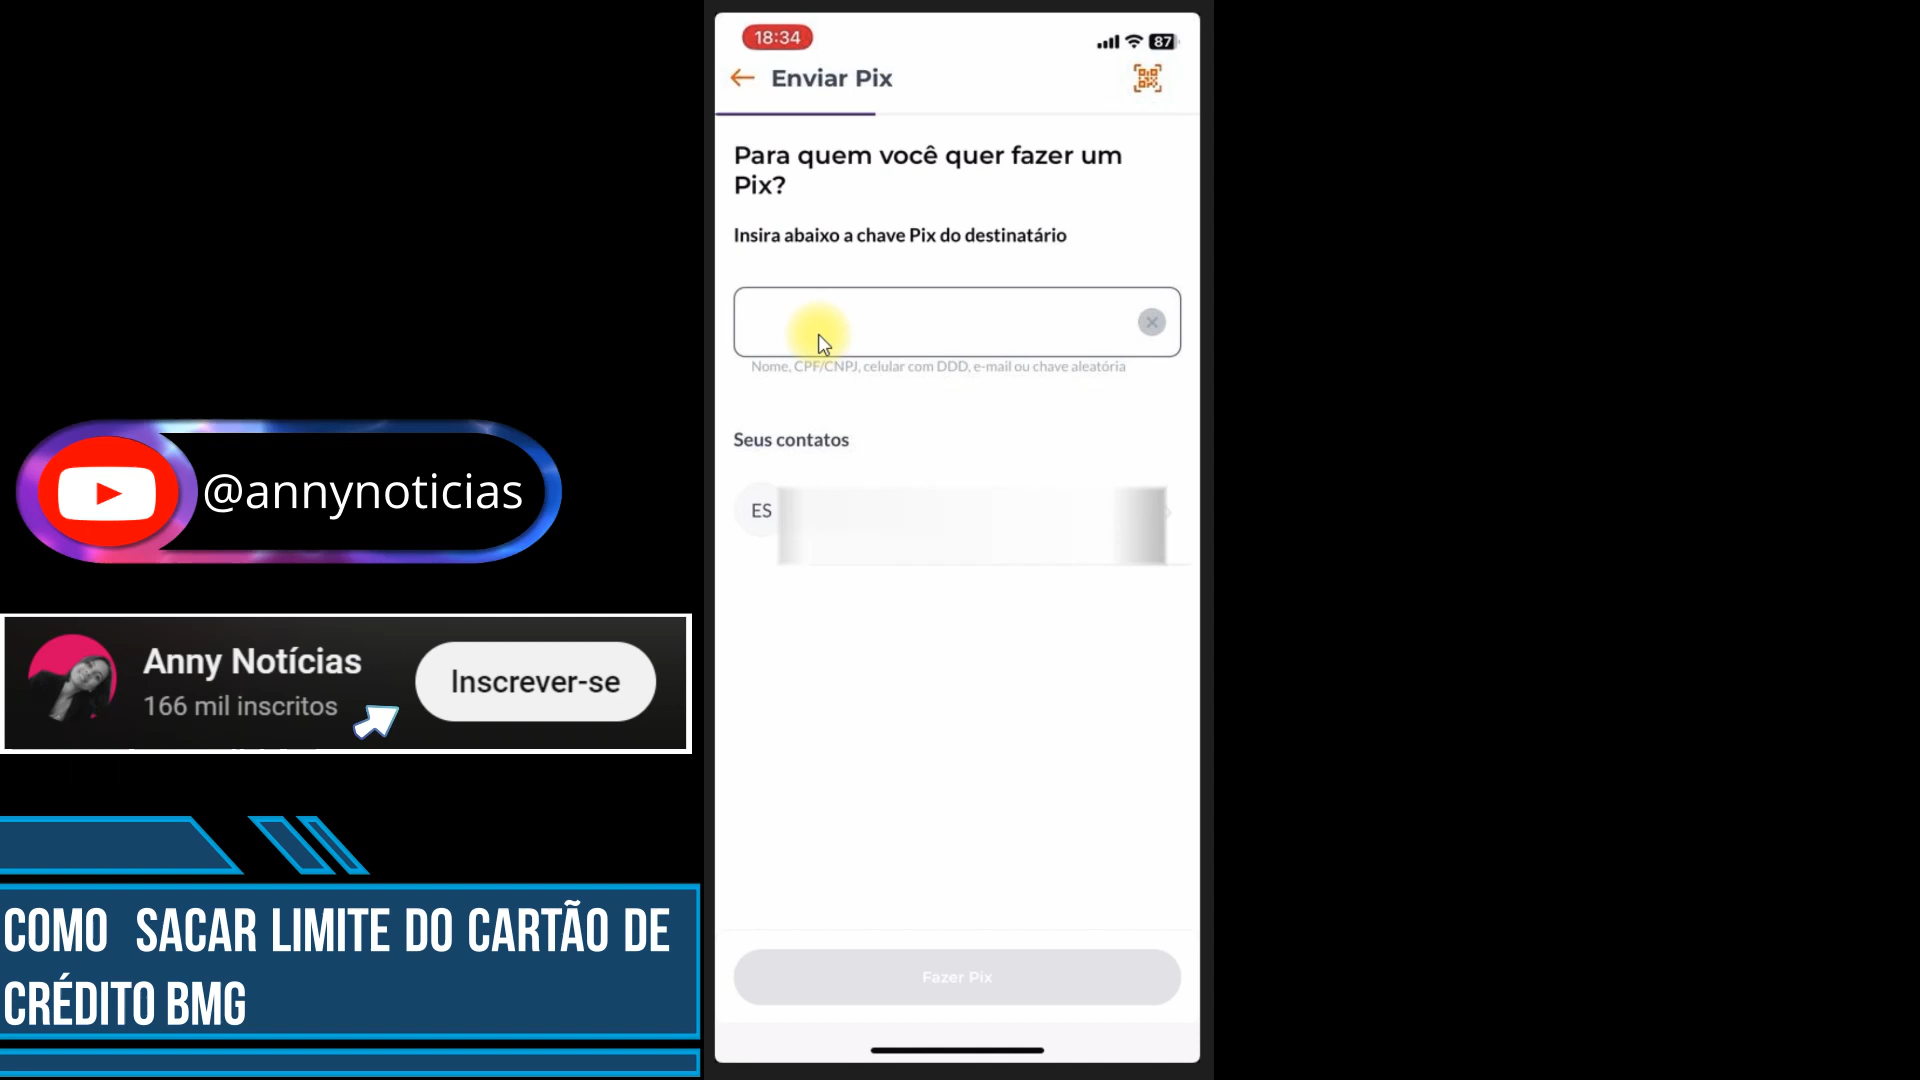 @annynoticias
Anny Notícias
166 mil inscritos
Inscrever-se
COMO SACAR LIMITE DO CARTÃO DE
CRÉDITO BMG
18:34
87
Enviar Pix
Para quem você quer fazer um
Pix?
Insira abaixo a chave Pix do destinatário
Nome, CPF/CNPJ, celular com DDD, e-mail ou chave aleatória
Seus contatos
ES
Fazer Pix